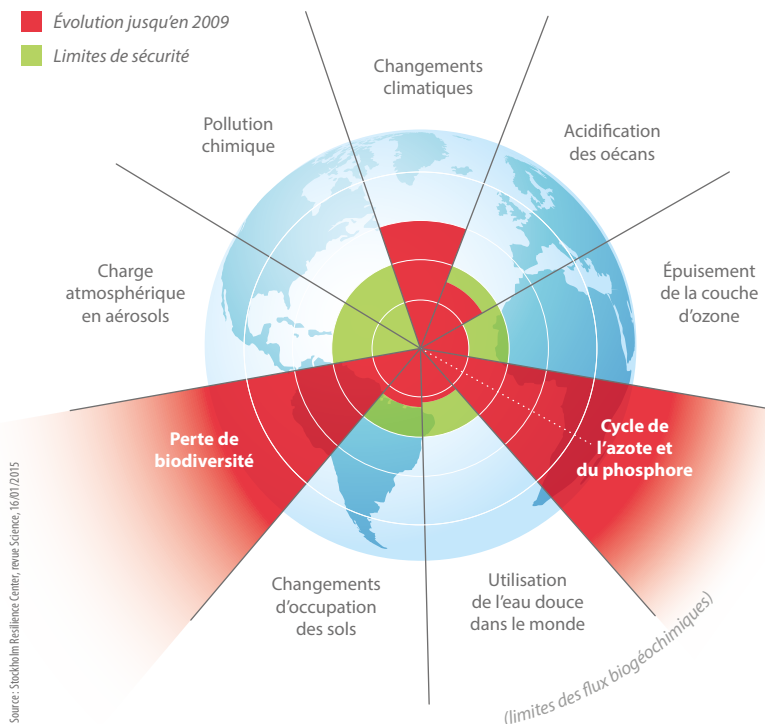 Évolution jusqu'en 2009
Limites de sécurité
Changements
climatiques
Pollution
chimique
Acidification
des oécans
Charge
atmosphérique
en aérosols
Épuisement
de la couche
d'ozone
Perte de
biodiversité
Cycle de
l'azote et
du phosphore
Changements
d'occupation
des sols
Utilisation
de l'eau douce
dans le monde
(limites des flux biogéochimiques)
Source : Stockholm Resilience Center, revue Science, 16/01/2015